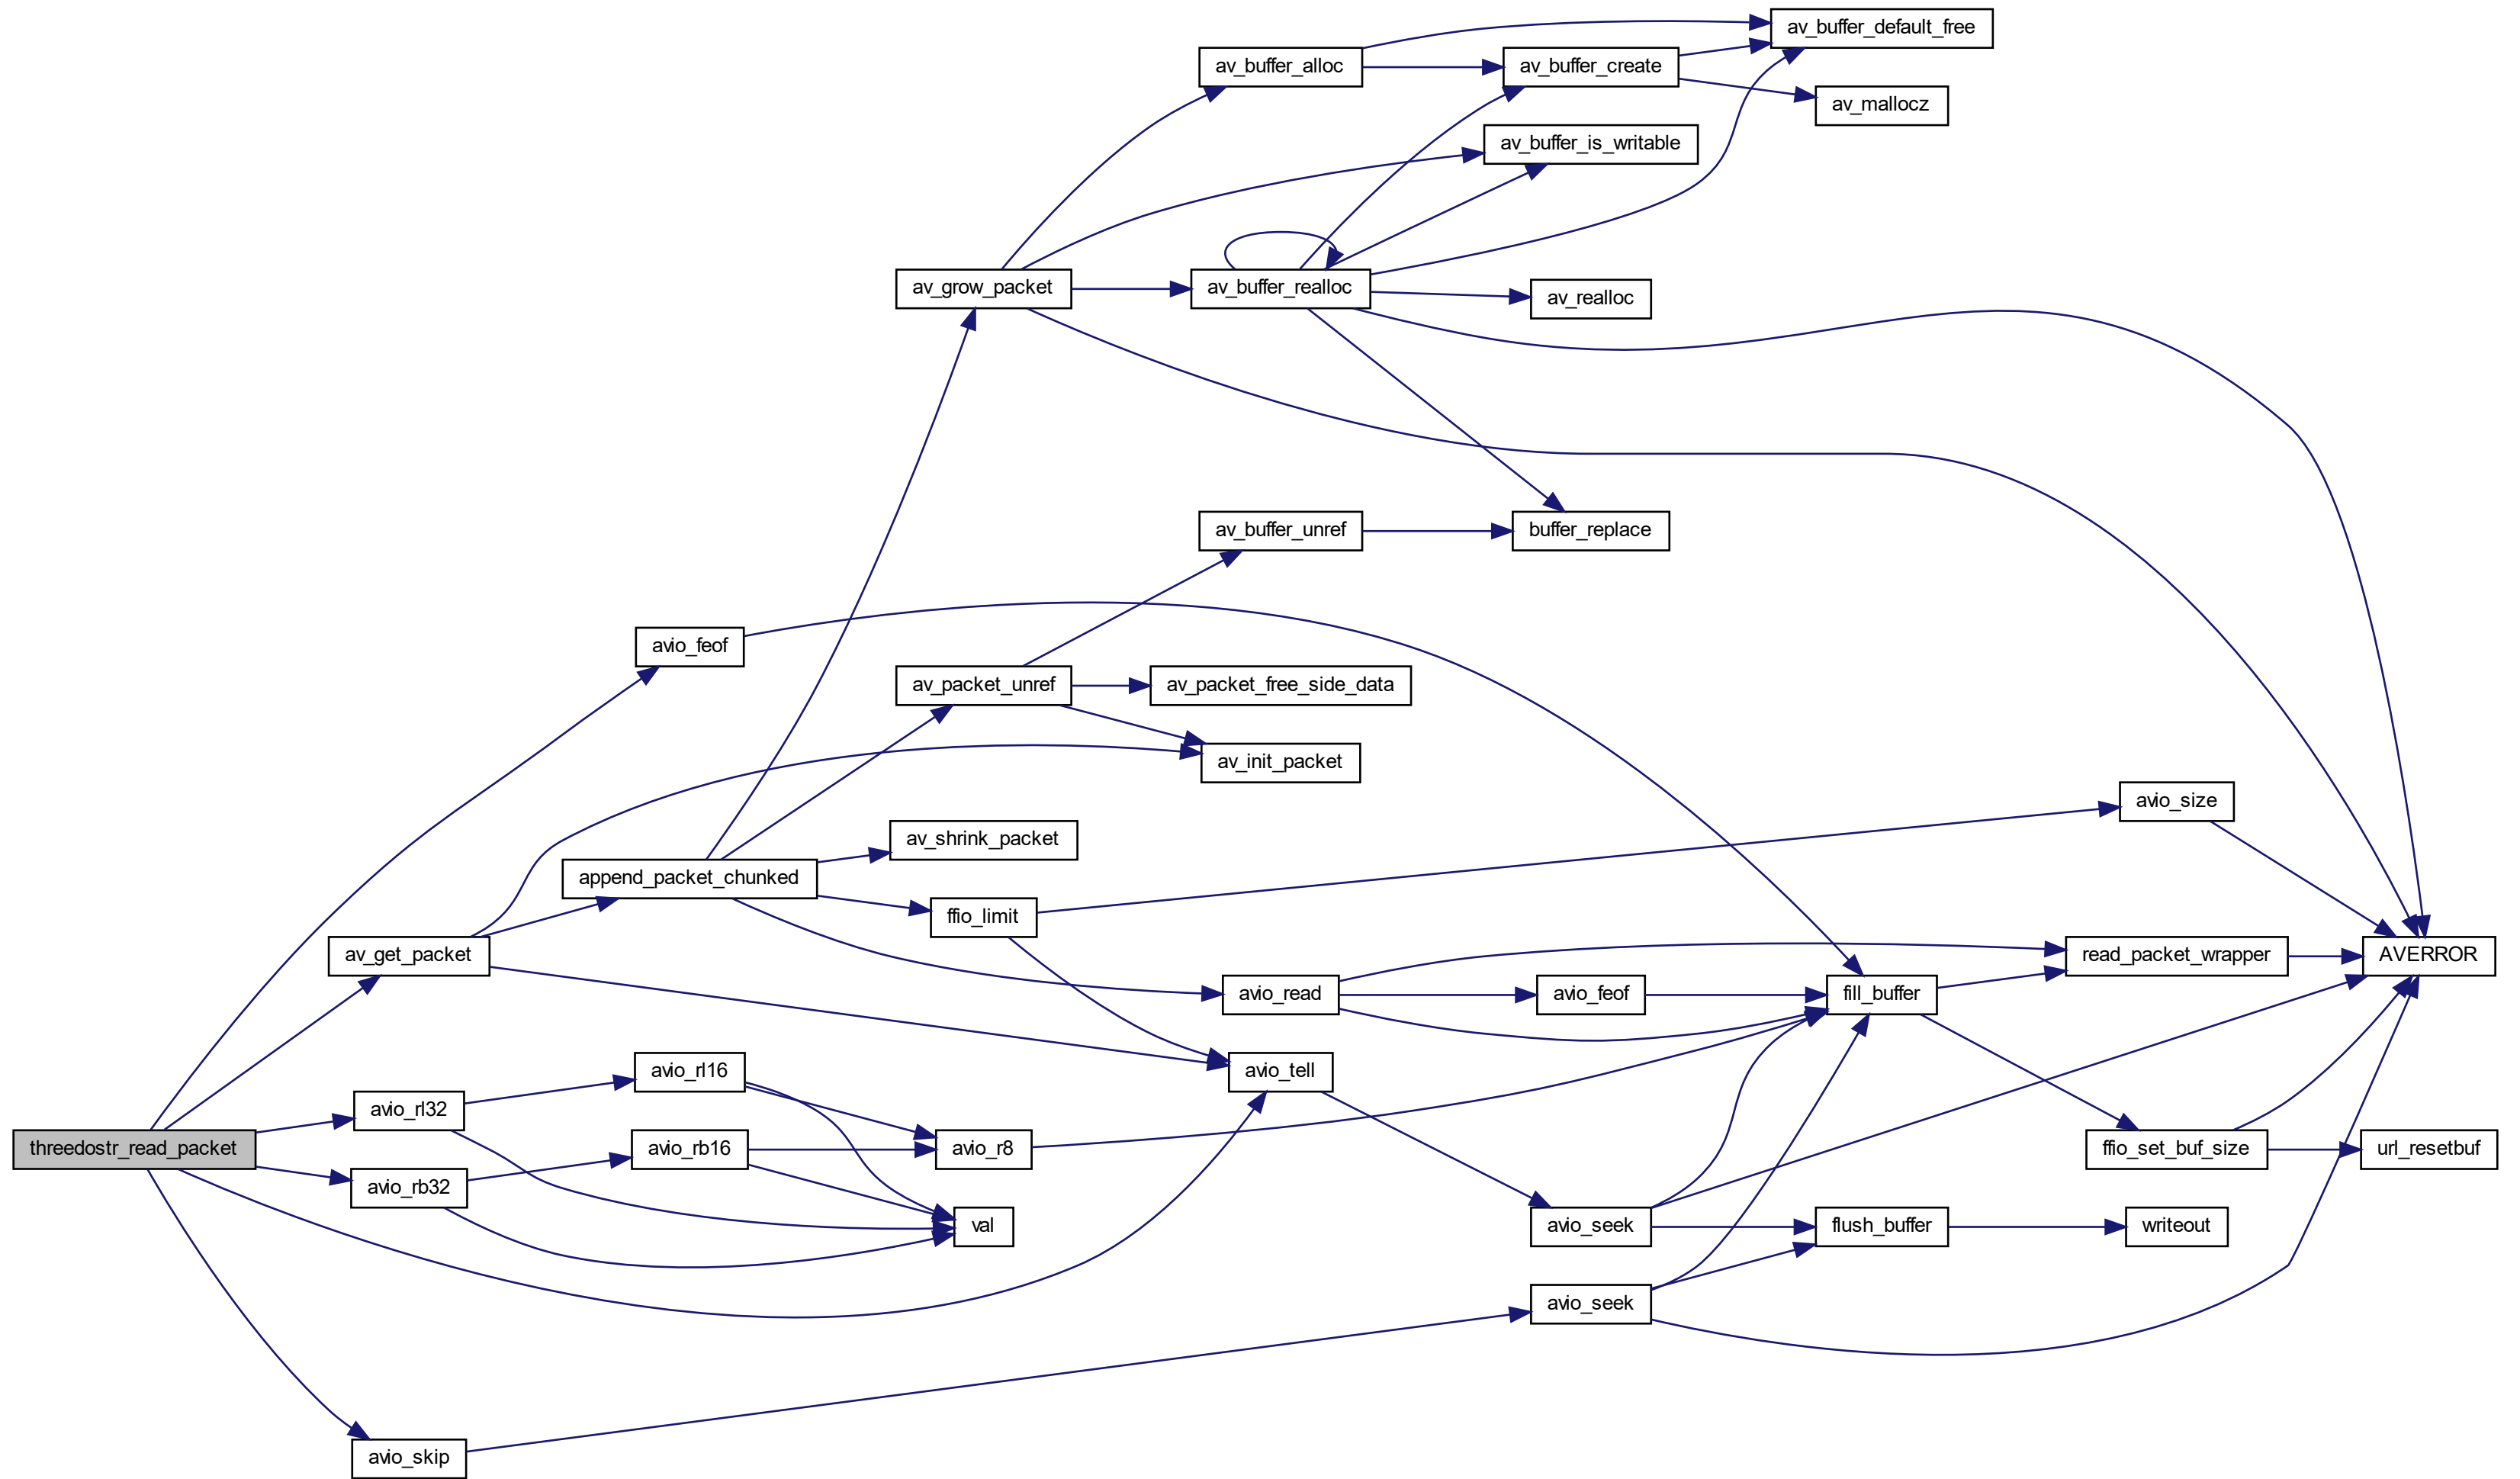 av_buffer_default_free
av_buffer_alloc
av_buffer_create
av_mallocz
av_buffer_is_writable
av_grow_packet
av_buffer_realloc
av_realloc
av_buffer_unref
buffer_replace
avio_feof
av_packet_unref
av_packet_free_side_data
av_init_packet
avio_size
av_shrink_packet
append_packet_chunked
ffio_limit
av_get_packet
read_packet_wrapper
AVERROR
avio_read
avio_feof
fill_buffer
avio_rl16
avio_tell
avio_rl32
threedostr_read_packet
avio_rb16
avio_r8
ffio_set_buf_size
url_resetbuf
avio_rb32
val
avio_seek
flush_buffer
writeout
avio_seek
avio_skip